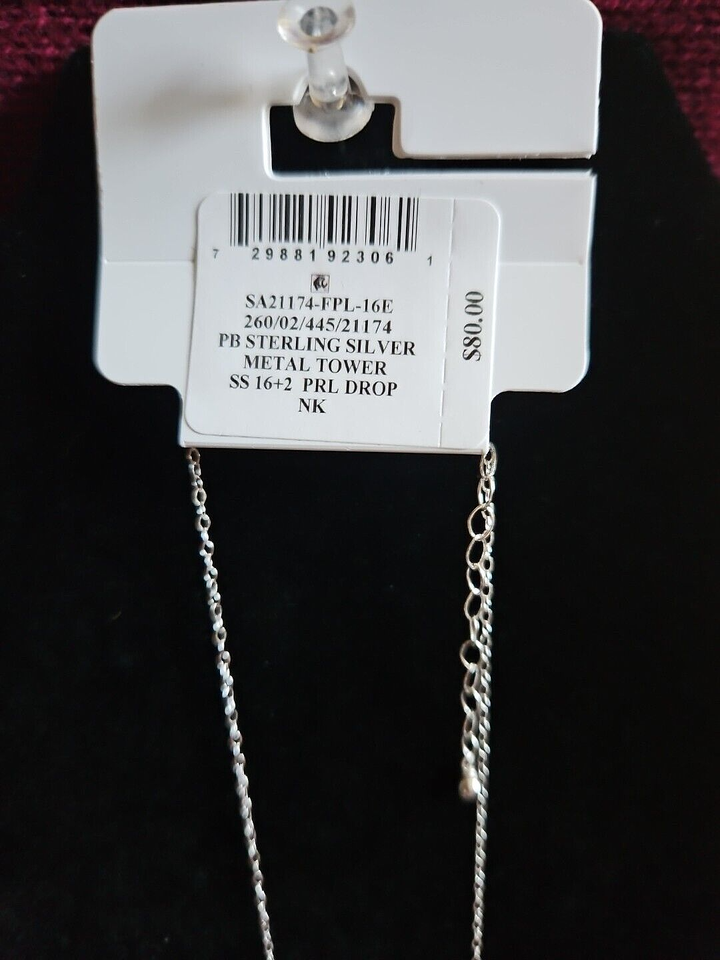 7 29881 92306 1
SA21174-FPL-16E
260/02/445/21174
PB STERLING SILVER
METAL TOWER
SS 16+2 PRL DROP
NK
$80.00